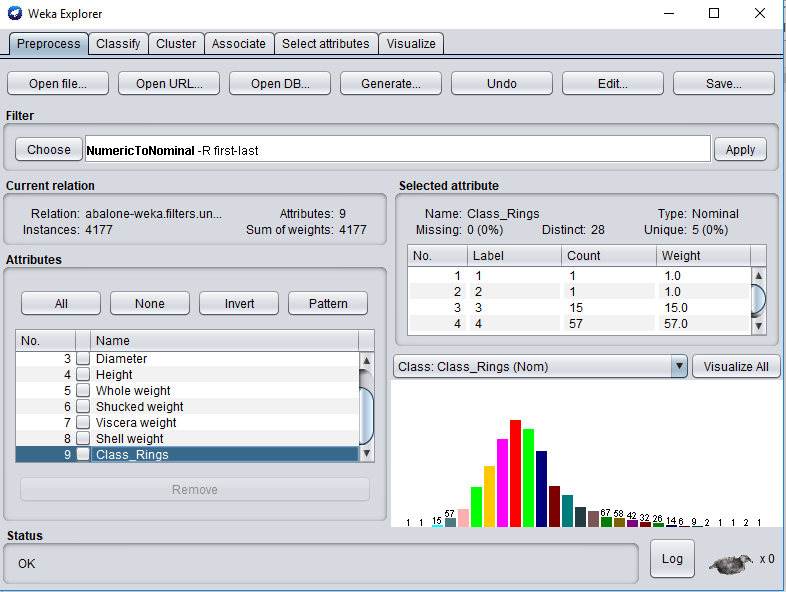 Weka Explorer
Preprocess Classify Cluster Associate Select attributes Visualize
Open file... Open URL... Open DB... Generate... Undo Edit... Save...
Filter
Choose NumericToNominal -R first-last Apply
Current relation
Relation: abalone-weka.filters.un... Attributes: 9
Instances: 4177 Sum of weights: 4177
Attributes
All None Invert Pattern
No. Name
3 Diameter
4 Height
5 Whole weight
6 Shucked weight
7 Viscera weight
8 Shell weight
9 Class_Rings
Remove
Selected attribute
Name: Class_Rings Type: Nominal
Missing: 0 (0%) Distinct: 28 Unique: 5 (0%)
No. Label Count Weight
1 1 1 1.0
2 2 1 1.0
3 3 15 15.0
4 4 57 57.0
Class: Class_Rings (Nom) Visualize All
1 1 15 57 67 58 42 32 26 14 6 9 2 1 1 2 1
Status
OK
Log x 0